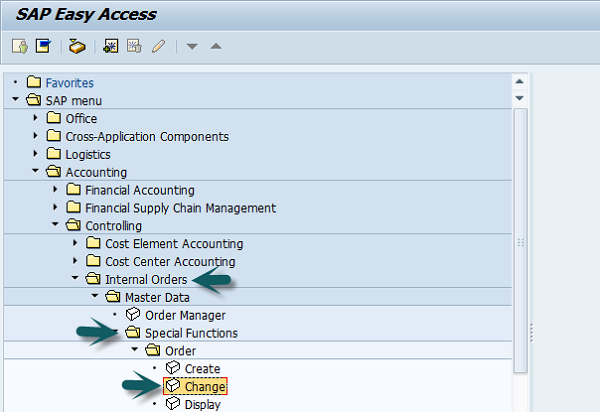 SAP Easy Access
Favorites
SAP menu
Office
Cross-Application Components
Logistics
Accounting
Financial Accounting
Financial Supply Chain Management
Controlling
Cost Element Accounting
Cost Center Accounting
Internal Orders
Master Data
Order Manager
Special Functions
Order
Create
Change
Display